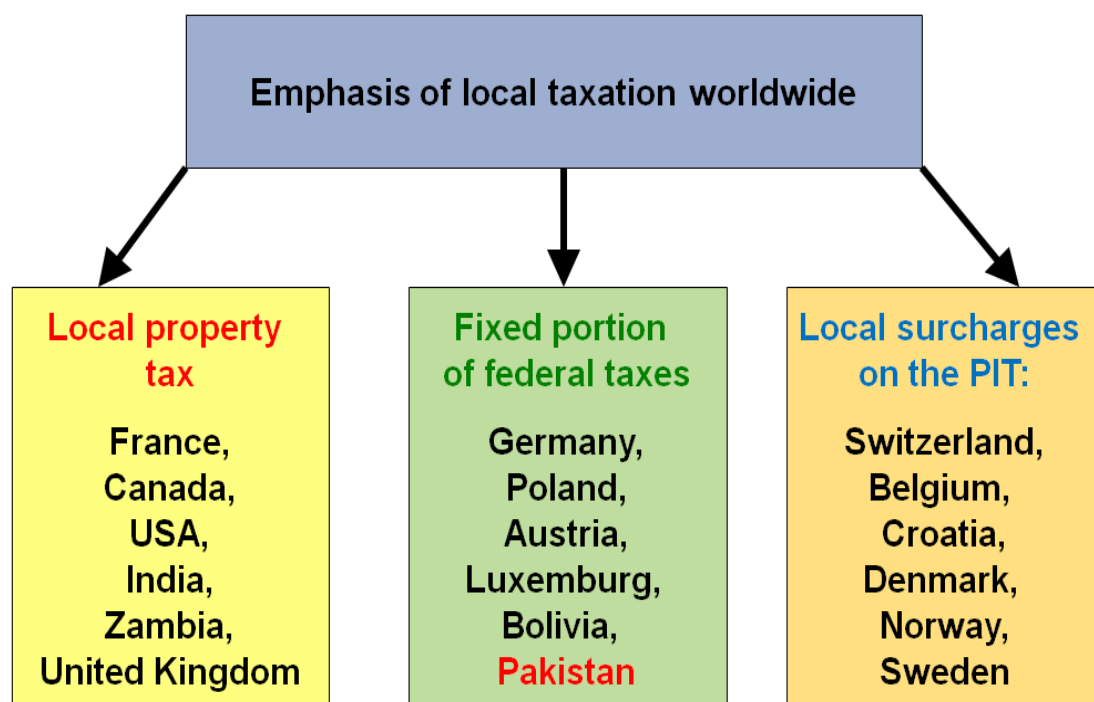 Emphasis of local taxation worldwide
Local property
tax
France,
Canada,
USA,
India,
Zambia,
United Kingdom
Fixed portion
of federal taxes
Germany,
Poland,
Austria,
Luxemburg,
Bolivia,
Pakistan
Local surcharges
on the PIT:
Switzerland,
Belgium,
Croatia,
Denmark,
Norway,
Sweden